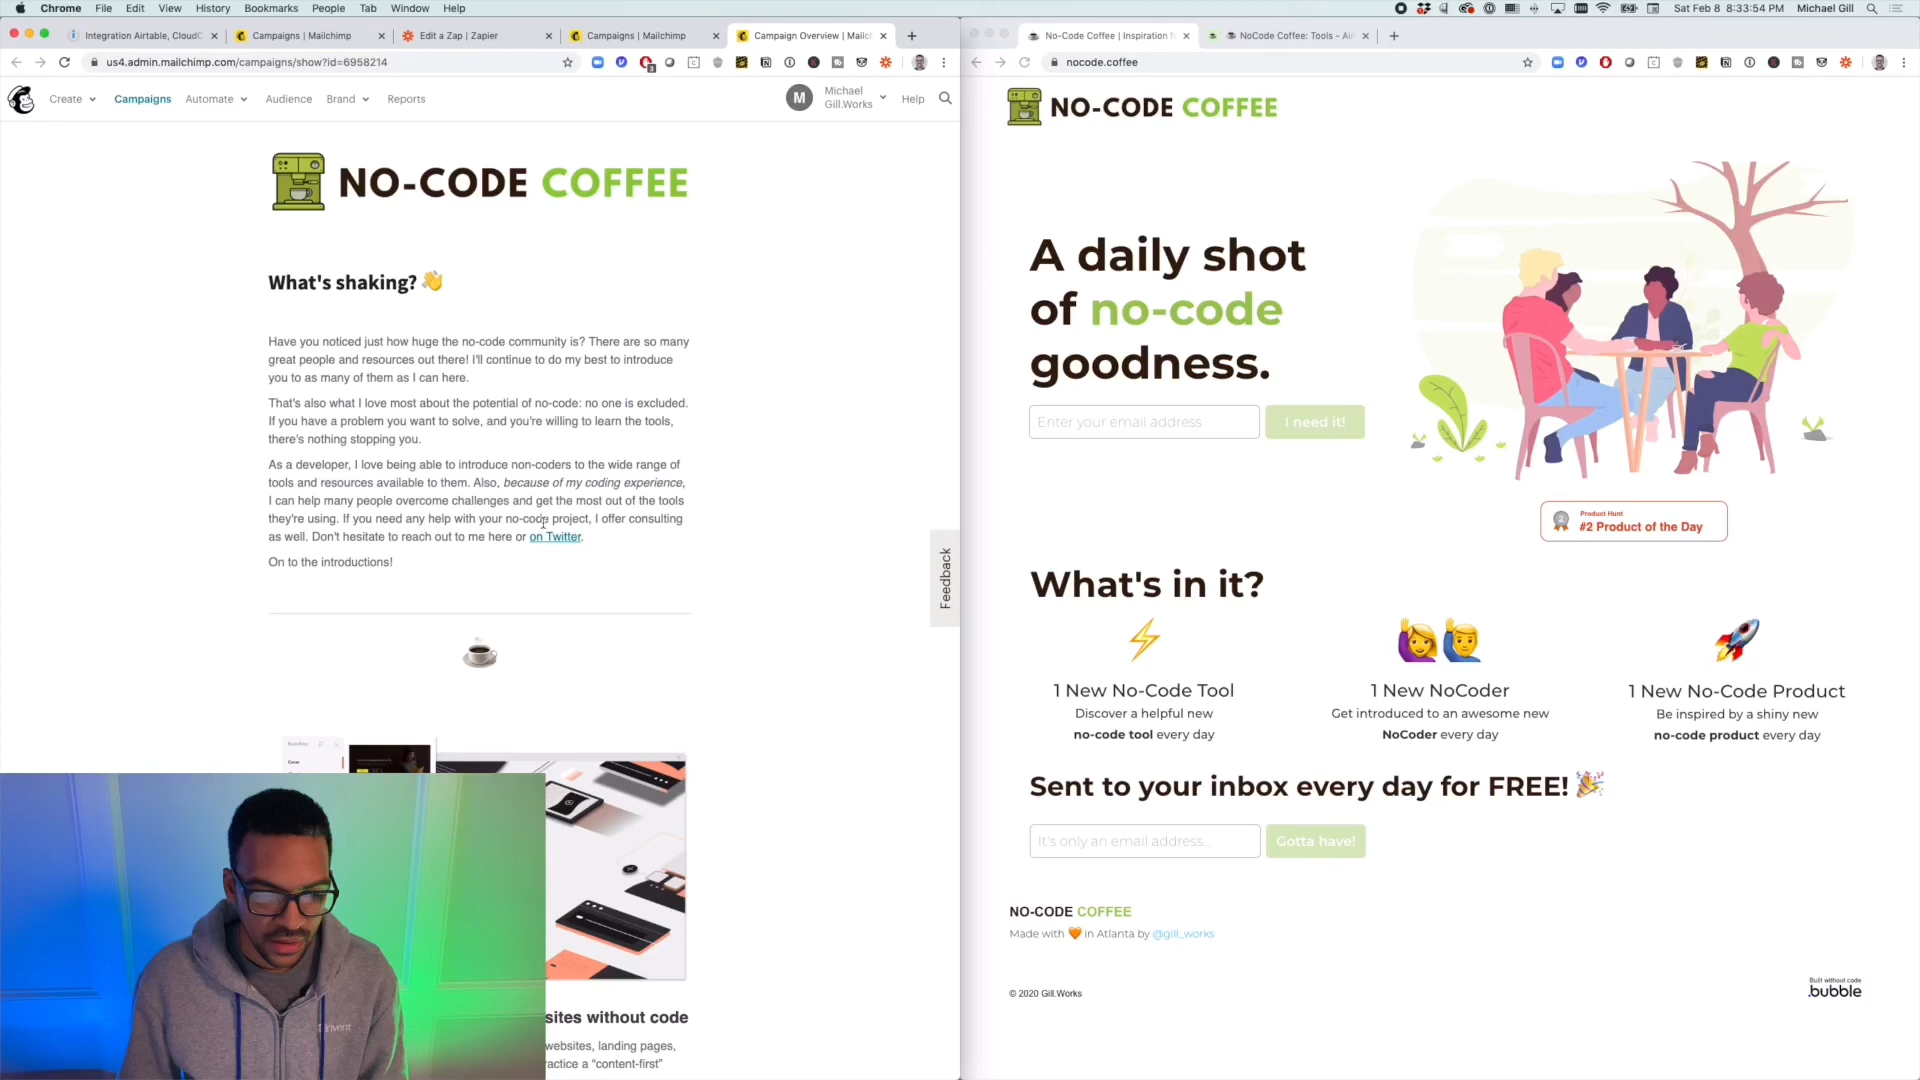 Chrome File Edit View History Bookmarks People Tab Window Help
Sat Feb 8 8:33:54 PM Michael Gill
Integration Airtable, CloudC
Campaigns | Mailchimp
Edit a Zap | Zapier
Campaigns | Mailchimp
Campaign Overview | Mailch
us4.admin.mailchimp.com/campaigns/show?id=6958214
Create Campaigns Automate Audience Brand Reports
M Michael
Gill.Works
Help
NO-CODE COFFEE
What's shaking? 👋
Have you noticed just how huge the no-code community is? There are so many
great people and resources out there! I'll continue to do my best to introduce
you to as many of them as I can here.
That's also what I love most about the potential of no-code: no one is excluded.
If you have a problem you want to solve, and you're willing to learn the tools,
there's nothing stopping you.
As a developer, I love being able to introduce non-coders to the wide range of
tools and resources available to them. Also, because of my coding experience,
I can help many people overcome challenges and get the most out of the tools
they're using. If you need any help with your no-code project, I offer consulting
as well. Don't hesitate to reach out to me here or on Twitter.
On to the introductions!
Feedback
sites without code
websites, landing pages,
ractice a “content-first”
invent
No-Code Coffee | Inspiration f
NoCode Coffee: Tools - Air
nocode.coffee
NO-CODE COFFEE
A daily shot
of no-code
goodness.
Enter your email address
I need it!
2
Product Hunt
#2 Product of the Day
What's in it?
1 New No-Code Tool
Discover a helpful new
no-code tool every day
1 New NoCoder
Get introduced to an awesome new
NoCoder every day
1 New No-Code Product
Be inspired by a shiny new
no-code product every day
Sent to your inbox every day for FREE! 🎉
It's only an email address...
Gotta have!
NO-CODE COFFEE
Made with 🧡 in Atlanta by @gill_works
© 2020 Gill.Works
Built without code
.bubble